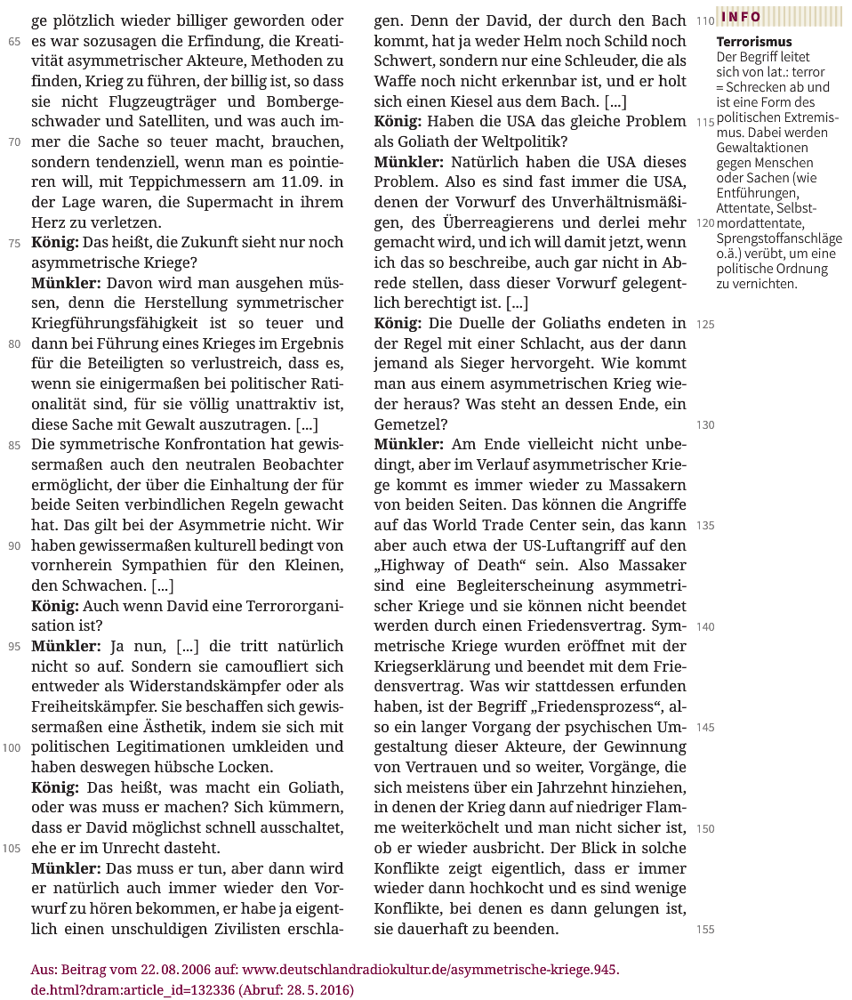 ge plötzlich wieder billiger geworden oder
65 es war sozusagen die Erfindung, die Kreati-
vität asymmetrischer Akteure, Methoden zu
finden, Krieg zu führen, der billig ist, so dass
sie nicht Flugzeugträger und Bomberge-
schwader und Satelliten, und was auch im-
70 mer die Sache so teuer macht, brauchen,
sondern tendenziell, wenn man es pointie-
ren will, mit Teppichmessern am 11.09. in
der Lage waren, die Supermacht in ihrem
Herz zu verletzen.
75 König: Das heißt, die Zukunft sieht nur noch
asymmetrische Kriege?
Münkler: Davon wird man ausgehen müs-
sen, denn die Herstellung symmetrischer
Kriegführungsfähigkeit ist so teuer und
80 dann bei Führung eines Krieges im Ergebnis
für die Beteiligten so verlustreich, dass es,
wenn sie einigermaßen bei politischer Rati-
onalität sind, für sie völlig unattraktiv ist,
diese Sache mit Gewalt auszutragen. [...]
85 Die symmetrische Konfrontation hat gewis-
sermaßen auch den neutralen Beobachter
ermöglicht, der über die Einhaltung der für
beide Seiten verbindlichen Regeln gewacht
hat. Das gilt bei der Asymmetrie nicht. Wir
90 haben gewissermaßen kulturell bedingt von
vornherein Sympathien für den Kleinen,
den Schwachen. [...]
König: Auch wenn David eine Terrororgani-
sation ist?
95 Münkler: Ja nun, [...] die tritt natürlich
nicht so auf. Sondern sie camoufliert sich
entweder als Widerstandskämpfer oder als
Freiheitskämpfer. Sie beschaffen sich gewis-
sermaßen eine Ästhetik, indem sie sich mit
100 politischen Legitimationen umkleiden und
haben deswegen hübsche Locken.
König: Das heißt, was macht ein Goliath,
oder was muss er machen? Sich kümmern,
dass er David möglichst schnell ausschaltet,
105 ehe er im Unrecht dasteht.
Münkler: Das muss er tun, aber dann wird
er natürlich auch immer wieder den Vor-
wurf zu hören bekommen, er habe ja eigent-
lich einen unschuldigen Zivilisten erschla-
gen. Denn der David, der durch den Bach 110
kommt, hat ja weder Helm noch Schild noch
Schwert, sondern nur eine Schleuder, die als
Waffe noch nicht erkennbar ist, und er holt
sich einen Kiesel aus dem Bach. [...]
König: Haben die USA das gleiche Problem 115
als Goliath der Weltpolitik?
Münkler: Natürlich haben die USA dieses
Problem. Also es sind fast immer die USA,
denen der Vorwurf des Unverhältnismäßi-
gen, des Überreagierens und derlei mehr 120
gemacht wird, und ich will damit jetzt, wenn
ich das so beschreibe, auch gar nicht in Ab-
rede stellen, dass dieser Vorwurf gelegent-
lich berechtigt ist. [...]
König: Die Duelle der Goliaths endeten in 125
der Regel mit einer Schlacht, aus der dann
jemand als Sieger hervorgeht. Wie kommt
man aus einem asymmetrischen Krieg wie-
der heraus? Was steht an dessen Ende, ein
Gemetzel? 130
Münkler: Am Ende vielleicht nicht unbe-
dingt, aber im Verlauf asymmetrischer Krie-
ge kommt es immer wieder zu Massakern
von beiden Seiten. Das können die Angriffe
auf das World Trade Center sein, das kann 135
aber auch etwa der US-Luftangriff auf den
„Highway of Death“ sein. Also Massaker
sind eine Begleiterscheinung asymmetri-
scher Kriege und sie können nicht beendet
werden durch einen Friedensvertrag. Sym- 140
metrische Kriege wurden eröffnet mit der
Kriegserklärung und beendet mit dem Frie-
densvertrag. Was wir stattdessen erfunden
haben, ist der Begriff „Friedensprozess“, al-
so ein langer Vorgang der psychischen Um- 145
gestaltung dieser Akteure, der Gewinnung
von Vertrauen und so weiter, Vorgänge, die
sich meistens über ein Jahrzehnt hinziehen,
in denen der Krieg dann auf niedriger Flam-
me weiterköchelt und man nicht sicher ist, 150
ob er wieder ausbricht. Der Blick in solche
Konflikte zeigt eigentlich, dass er immer
wieder dann hochkocht und es sind wenige
Konflikte, bei denen es dann gelungen ist,
sie dauerhaft zu beenden. 155
INFO
Terrorismus
Der Begriff leitet
sich von lat.: terror
= Schrecken ab und
ist eine Form des
politischen Extremis-
mus. Dabei werden
Gewaltaktionen
gegen Menschen
oder Sachen (wie
Entführungen,
Attentate, Selbst-
mordattentate,
Sprengstoffanschläge
o.ä.) verübt, um eine
politische Ordnung
zu vernichten.
Aus: Beitrag vom 22.08.2006 auf: www.deutschlandradiokultur.de/asymmetrische-kriege.945.
de.html?dram:article_id=132336 (Abruf: 28.5.2016)